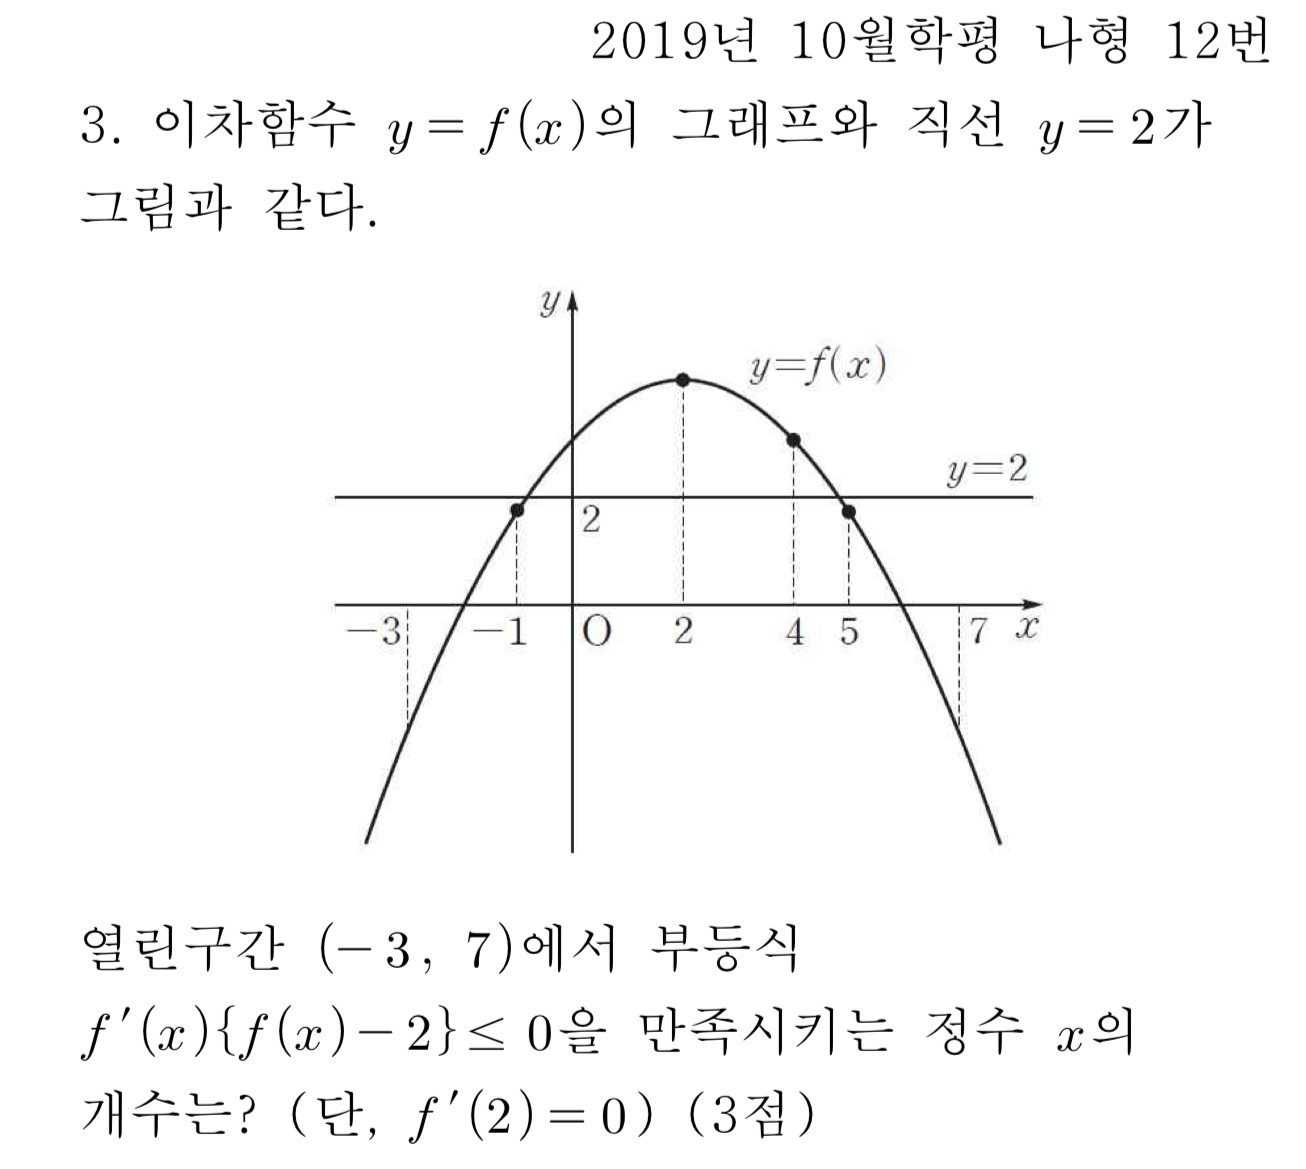 2019년 10월학평 나형 12번
3. 이차함수 y = f(x)의 그래프와 직선 y = 2가
그림과 같다.
y
y=f(x)
y=2
2
-3 -1 O 2 4 5 7 x
열린구간 (-3, 7)에서 부등식
f′(x){f(x)-2} ≤ 0을 만족시키는 정수 x의
개수는? (단, f′(2)=0) (3점)